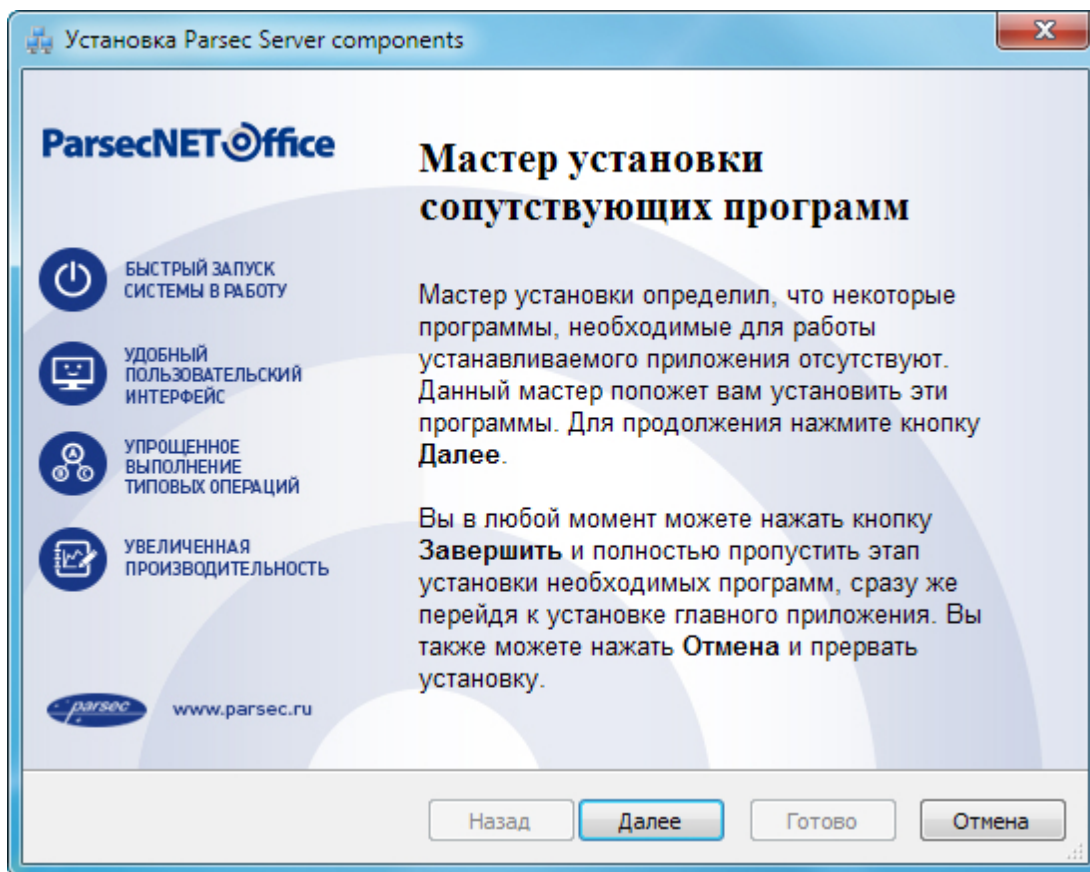 Установка Parsec Server components
ParsecNET Office
БЫСТРЫЙ ЗАПУСК
СИСТЕМЫ В РАБОТУ
УДОБНЫЙ
ПОЛЬЗОВАТЕЛЬСКИЙ
ИНТЕРФЕЙС
УПРОЩЕННОЕ
ВЫПОЛНЕНИЕ
ТИПОВЫХ ОПЕРАЦИЙ
УВЕЛИЧЕННАЯ
ПРОИЗВОДИТЕЛЬНОСТЬ
parsec www.parsec.ru
Мастер установки
сопутствующих программ
Мастер установки определил, что некоторые
программы, необходимые для работы
устанавливаемого приложения отсутствуют.
Данный мастер попожет вам установить эти
программы. Для продолжения нажмите кнопку
Далее.
Вы в любой момент можете нажать кнопку
Завершить и полностью пропустить этап
установки необходимых программ, сразу же
перейдя к установке главного приложения. Вы
также можете нажать Отмена и прервать
установку.
Назад Далее Готово Отмена